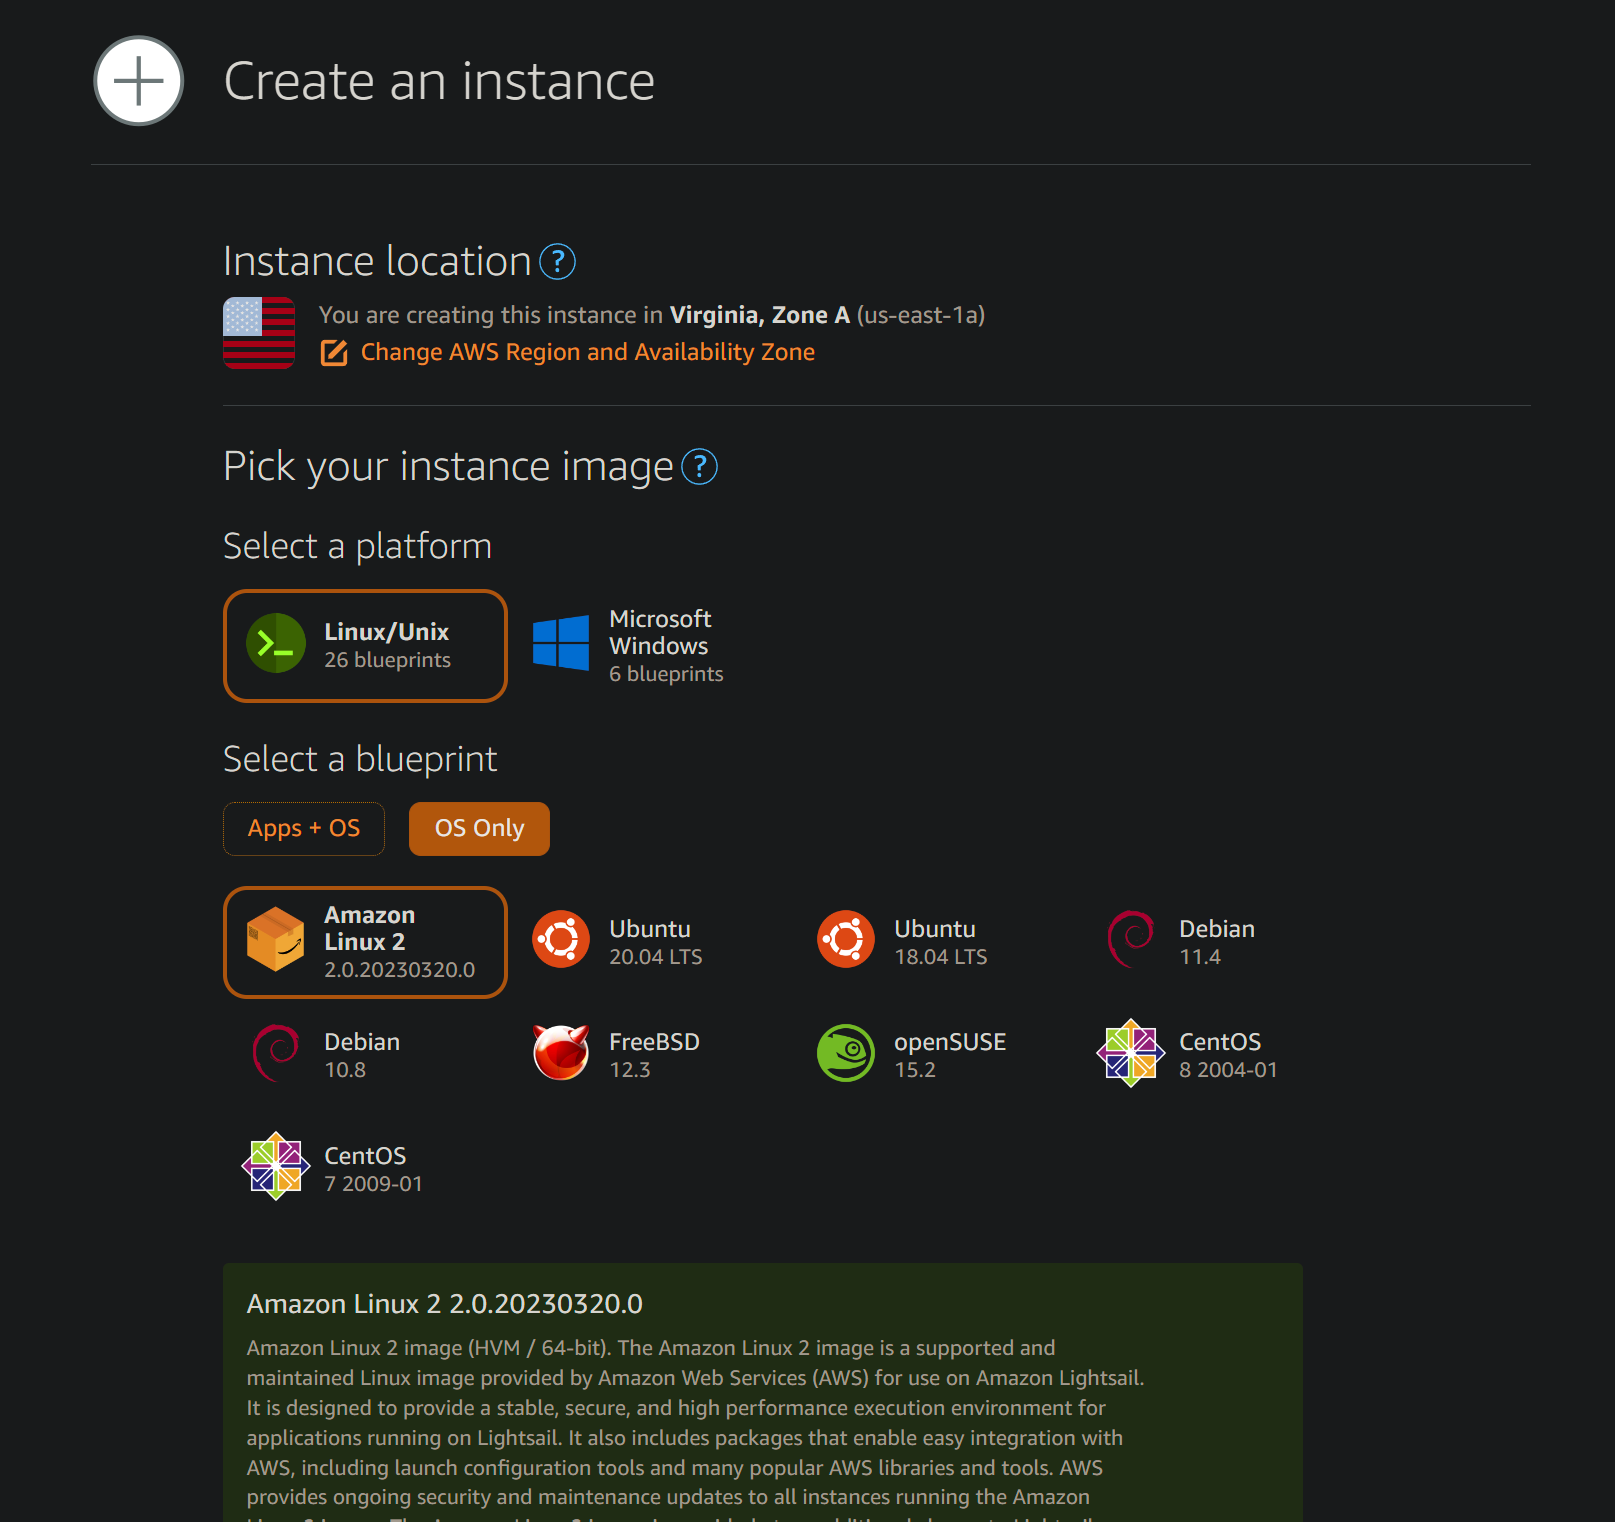 Create an instance
Instance location ?
You are creating this instance in Virginia, Zone A (us-east-1a)
Change AWS Region and Availability Zone
Pick your instance image ?
Select a platform
Linux/Unix
26 blueprints
Microsoft
Windows
6 blueprints
Select a blueprint
Apps + OS
OS Only
Amazon
Linux 2
2.0.20230320.0
Ubuntu
20.04 LTS
Ubuntu
18.04 LTS
Debian
11.4
Debian
10.8
FreeBSD
12.3
openSUSE
15.2
CentOS
8 2004-01
CentOS
7 2009-01
Amazon Linux 2 2.0.20230320.0
Amazon Linux 2 image (HVM / 64-bit). The Amazon Linux 2 image is a supported and
maintained Linux image provided by Amazon Web Services (AWS) for use on Amazon Lightsail.
It is designed to provide a stable, secure, and high performance execution environment for
applications running on Lightsail. It also includes packages that enable easy integration with
AWS, including launch configuration tools and many popular AWS libraries and tools. AWS
provides ongoing security and maintenance updates to all instances running the Amazon